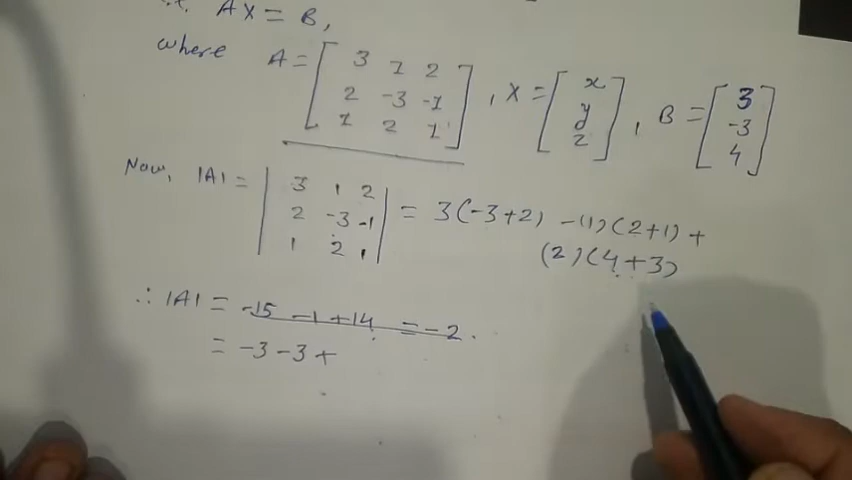 AX = B,
where A = [ 3 1 2 2 -3 -1 1 2 1 ], X = [ x y z ], B = [ 3 -3 4 ]
Now, |A| = | 3 1 2 2 -3 -1 1 2 1 | = 3(-3+2) -(1)(2+1) +
(2)(4+3)
∴ |A| = -15 -1 +14 = -2.
= -3 -3 +